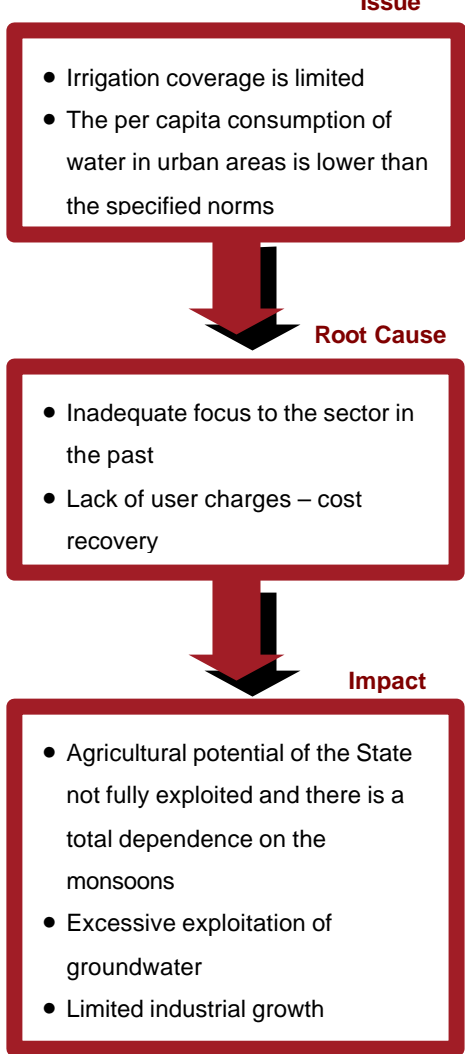 Issue
• Irrigation coverage is limited
• The per capita consumption of
water in urban areas is lower than
the specified norms
Root Cause
• Inadequate focus to the sector in
the past
• Lack of user charges – cost
recovery
Impact
• Agricultural potential of the State
not fully exploited and there is a
total dependence on the
monsoons
• Excessive exploitation of
groundwater
• Limited industrial growth